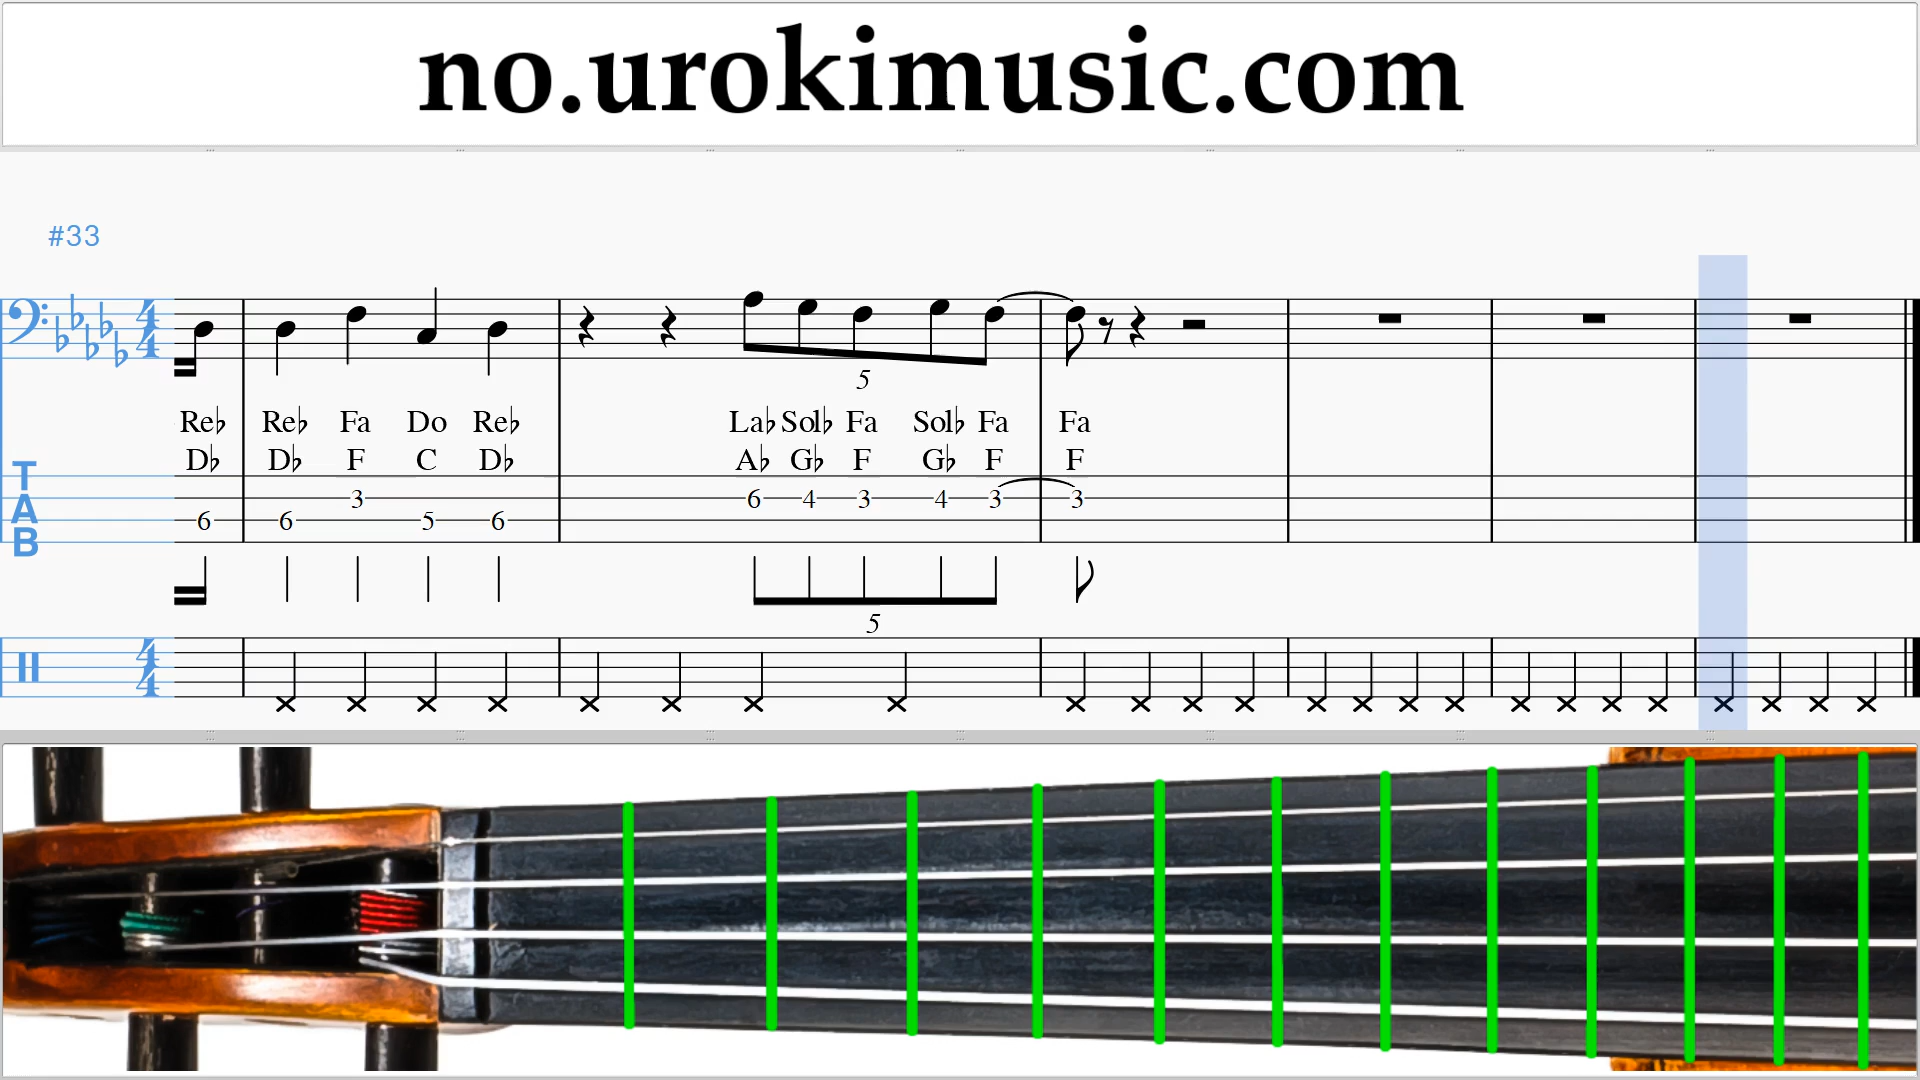 no.urokimusic.com
#33
5
Re♭ Re♭ Fa Do Re♭ La♭ Sol♭ Fa Sol♭ Fa Fa
D♭ D♭ F C D♭ A♭ G♭ F G♭ F F
T
3 6 4 3 4 3 3
A
6 6 5 6
B
5